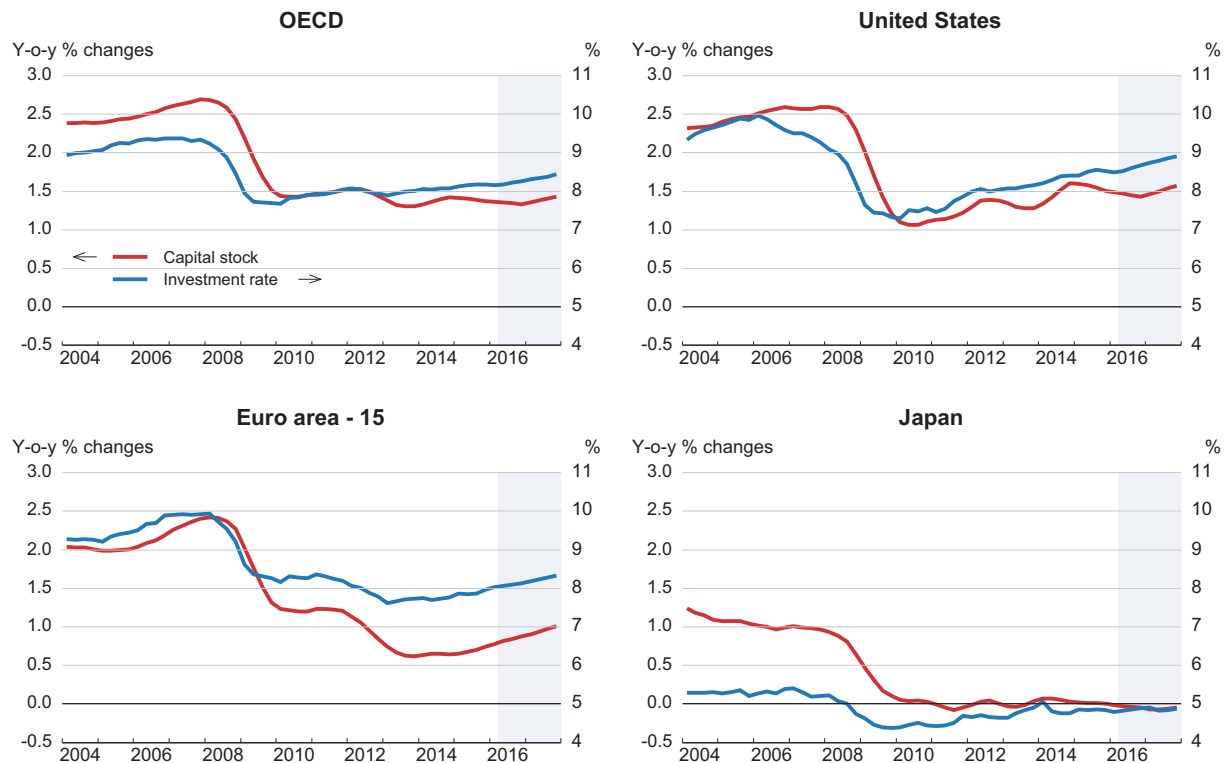 OECD
Y-o-y % changes %
3.0 11
2.5 10
2.0 9
1.5 8
1.0 7
0.5 6
0.0 5
-0.5 4
← Capital stock
Investment rate →
2004 2006 2008 2010 2012 2014 2016
United States
Y-o-y % changes %
3.0 11
2.5 10
2.0 9
1.5 8
1.0 7
0.5 6
0.0 5
-0.5 4
2004 2006 2008 2010 2012 2014 2016
Euro area - 15
Y-o-y % changes %
3.0 11
2.5 10
2.0 9
1.5 8
1.0 7
0.5 6
0.0 5
-0.5 4
2004 2006 2008 2010 2012 2014 2016
Japan
Y-o-y % changes %
3.0 11
2.5 10
2.0 9
1.5 8
1.0 7
0.5 6
0.0 5
-0.5 4
2004 2006 2008 2010 2012 2014 2016